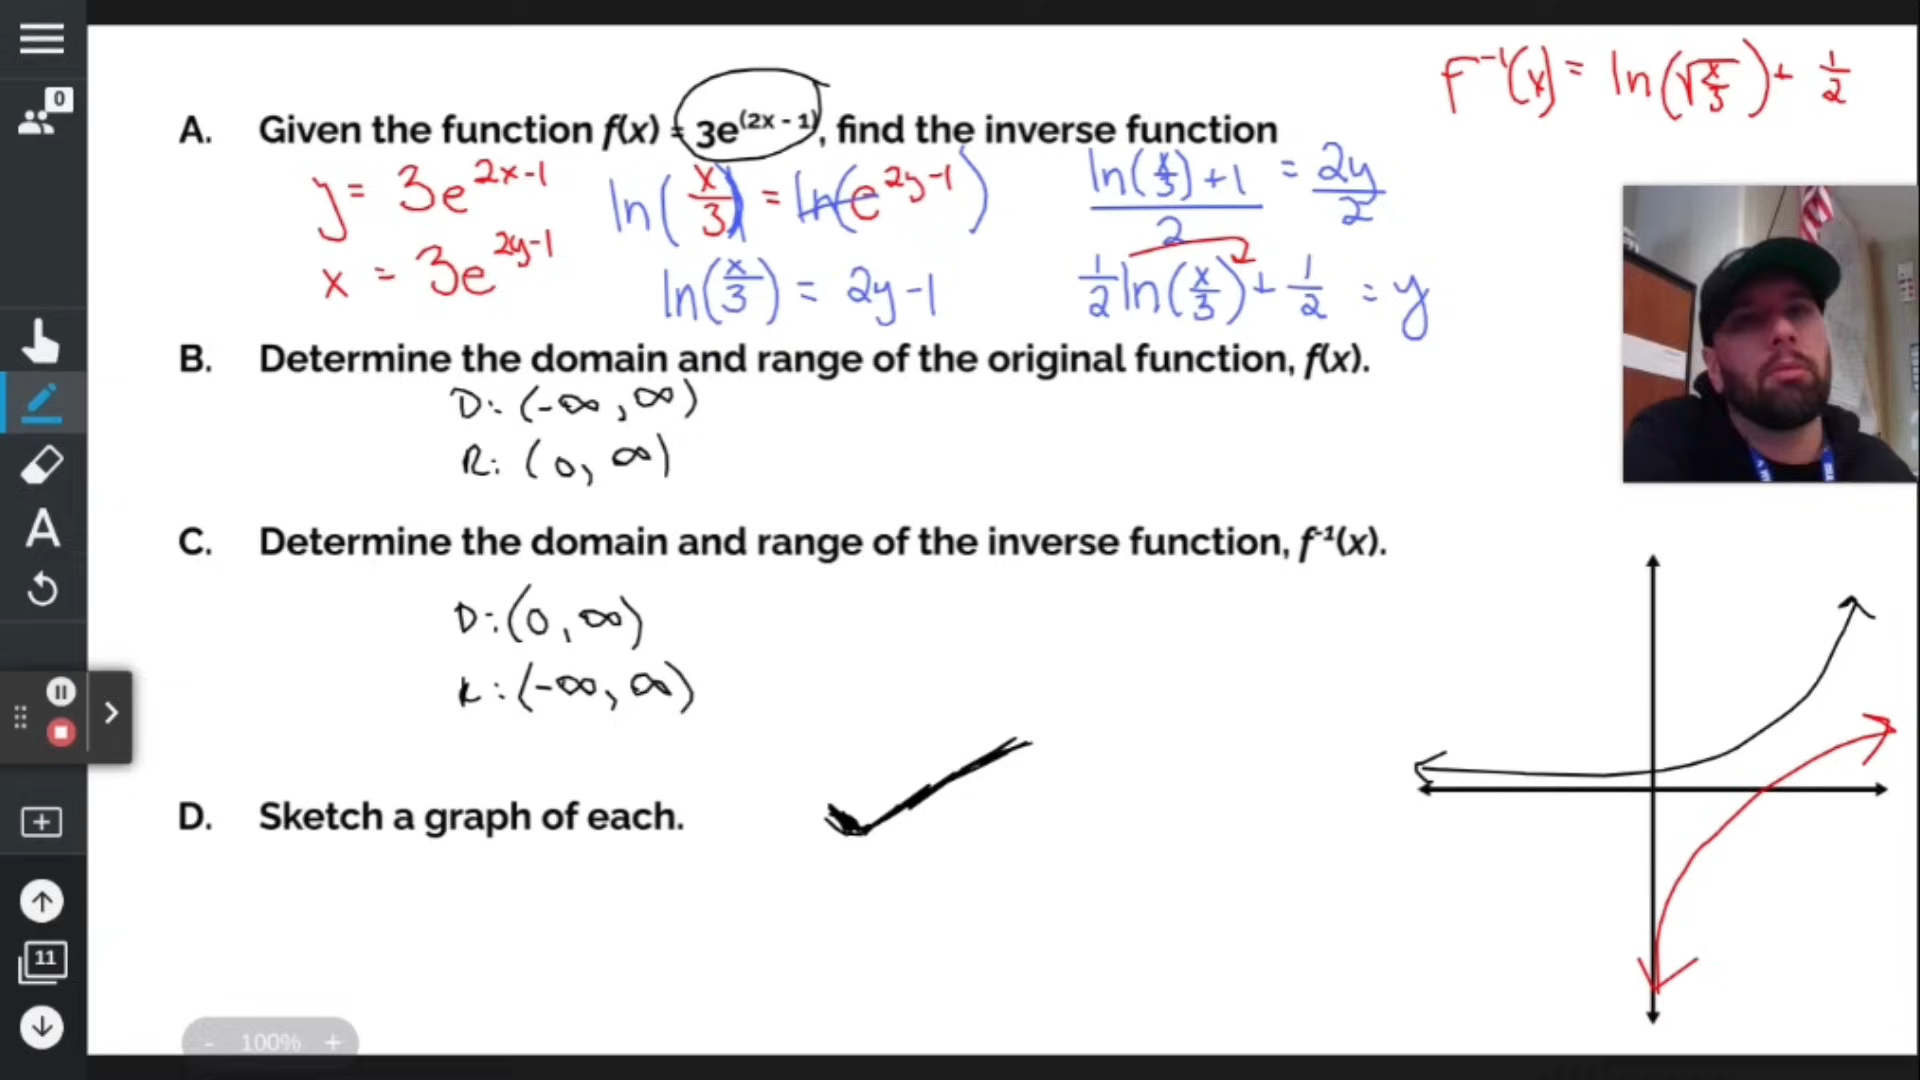 0
F⁻¹(x) = ln(√x/3) + 1/2
A. Given the function f(x) = 3e^(2x - 1), find the inverse function
y = 3e^2x-1
ln(x/3) = ln(e^2y-1)
ln(x/3)+1 / 2 = 2y/2
x = 3e^2y-1
ln(x/3) = 2y-1
1/2 ln(x/3) + 1/2 = y
B. Determine the domain and range of the original function, f(x).
D: (-∞, ∞)
R: (0, ∞)
C. Determine the domain and range of the inverse function, f⁻¹(x).
D: (0, ∞)
R: (-∞, ∞)
D. Sketch a graph of each.
A
11
- 100% +